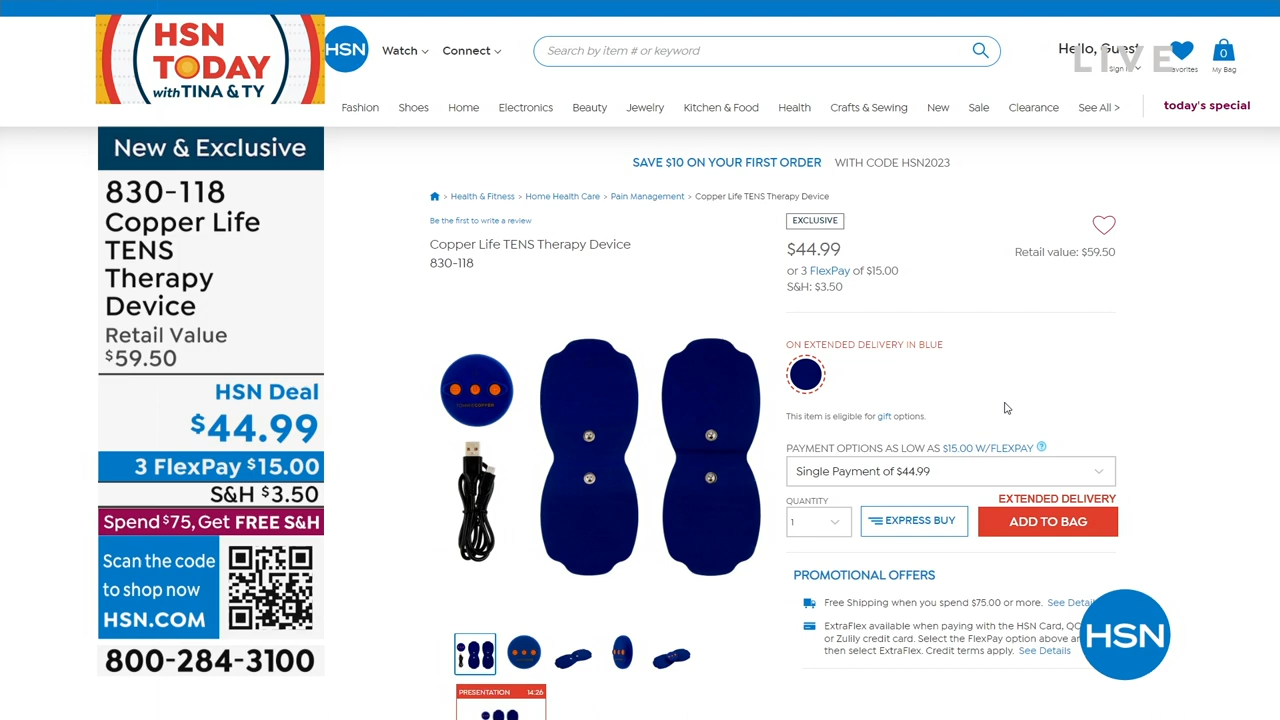 HSN
TODAY
with TINA & TY
New & Exclusive
830-118
Copper Life
TENS
Therapy
Device
Retail Value
$59.50
HSN Deal
$44.99
3 FlexPay $15.00
S&H $3.50
Spend $75, Get FREE S&H
Scan the code
to shop now
HSN.COM
800-284-3100
HSN
Watch
Connect
Search by item # or keyword
Hello, Guest
Sign In
LIVE
Favorites
0
My Bag
Fashion
Shoes
Home
Electronics
Beauty
Jewelry
Kitchen & Food
Health
Crafts & Sewing
New
Sale
Clearance
See All >
today's special
SAVE $10 ON YOUR FIRST ORDER WITH CODE HSN2023
> Health & Fitness > Home Health Care > Pain Management > Copper Life TENS Therapy Device
Be the first to write a review
Copper Life TENS Therapy Device
830-118
EXCLUSIVE
$44.99
Retail value: $59.50
or 3 FlexPay of $15.00
S&H: $3.50
ON EXTENDED DELIVERY IN BLUE
This item is eligible for gift options.
PAYMENT OPTIONS AS LOW AS $15.00 W/FLEXPAY ?
Single Payment of $44.99
QUANTITY
1
EXPRESS BUY
EXTENDED DELIVERY
ADD TO BAG
PROMOTIONAL OFFERS
Free Shipping when you spend $75.00 or more. See Detai
ExtraFlex available when paying with the HSN Card, QC
or Zulily credit card. Select the FlexPay option above an
then select ExtraFlex. Credit terms apply. See Details
HSN
PRESENTATION 14:26